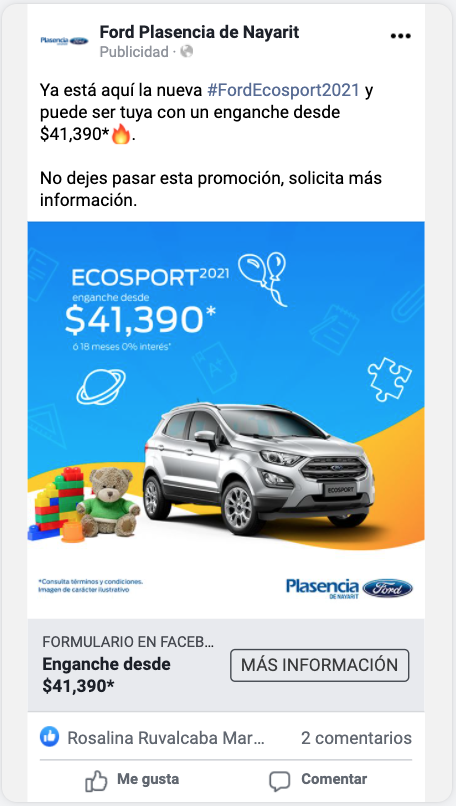 Plasencia Ford
Ford Plasencia de Nayarit
Publicidad ·
Ya está aquí la nueva #FordEcosport2021 y
puede ser tuya con un enganche desde
$41,390*🔥.
No dejes pasar esta promoción, solicita más
información.
ECOSPORT2021
enganche desde
$41,390*
ó 18 meses 0% interés*
A+
Ford
ECOSPORT
*Consulta términos y condiciones.
Imagen de carácter ilustrativo
Plasencia
DE NAYARIT
Ford
FORMULARIO EN FACEB...
Enganche desde
$41,390*
MÁS INFORMACIÓN
Rosalina Ruvalcaba Mar...
2 comentarios
Me gusta
Comentar